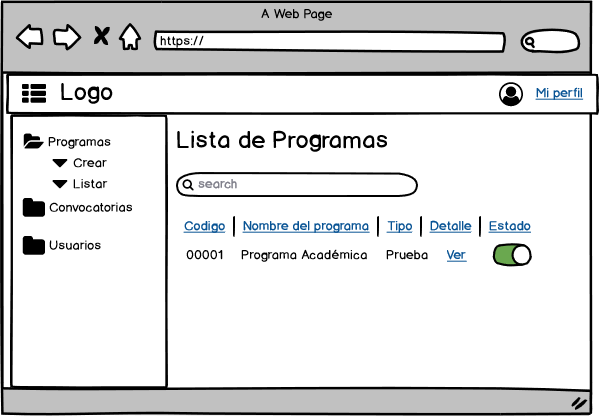 A Web Page
https://
Logo
Mi perfil
Programas
Crear
Listar
Convocatorias
Usuarios
Lista de Programas
search
Codigo Nombre del programa Tipo Detalle Estado
00001 Programa Académica Prueba Ver